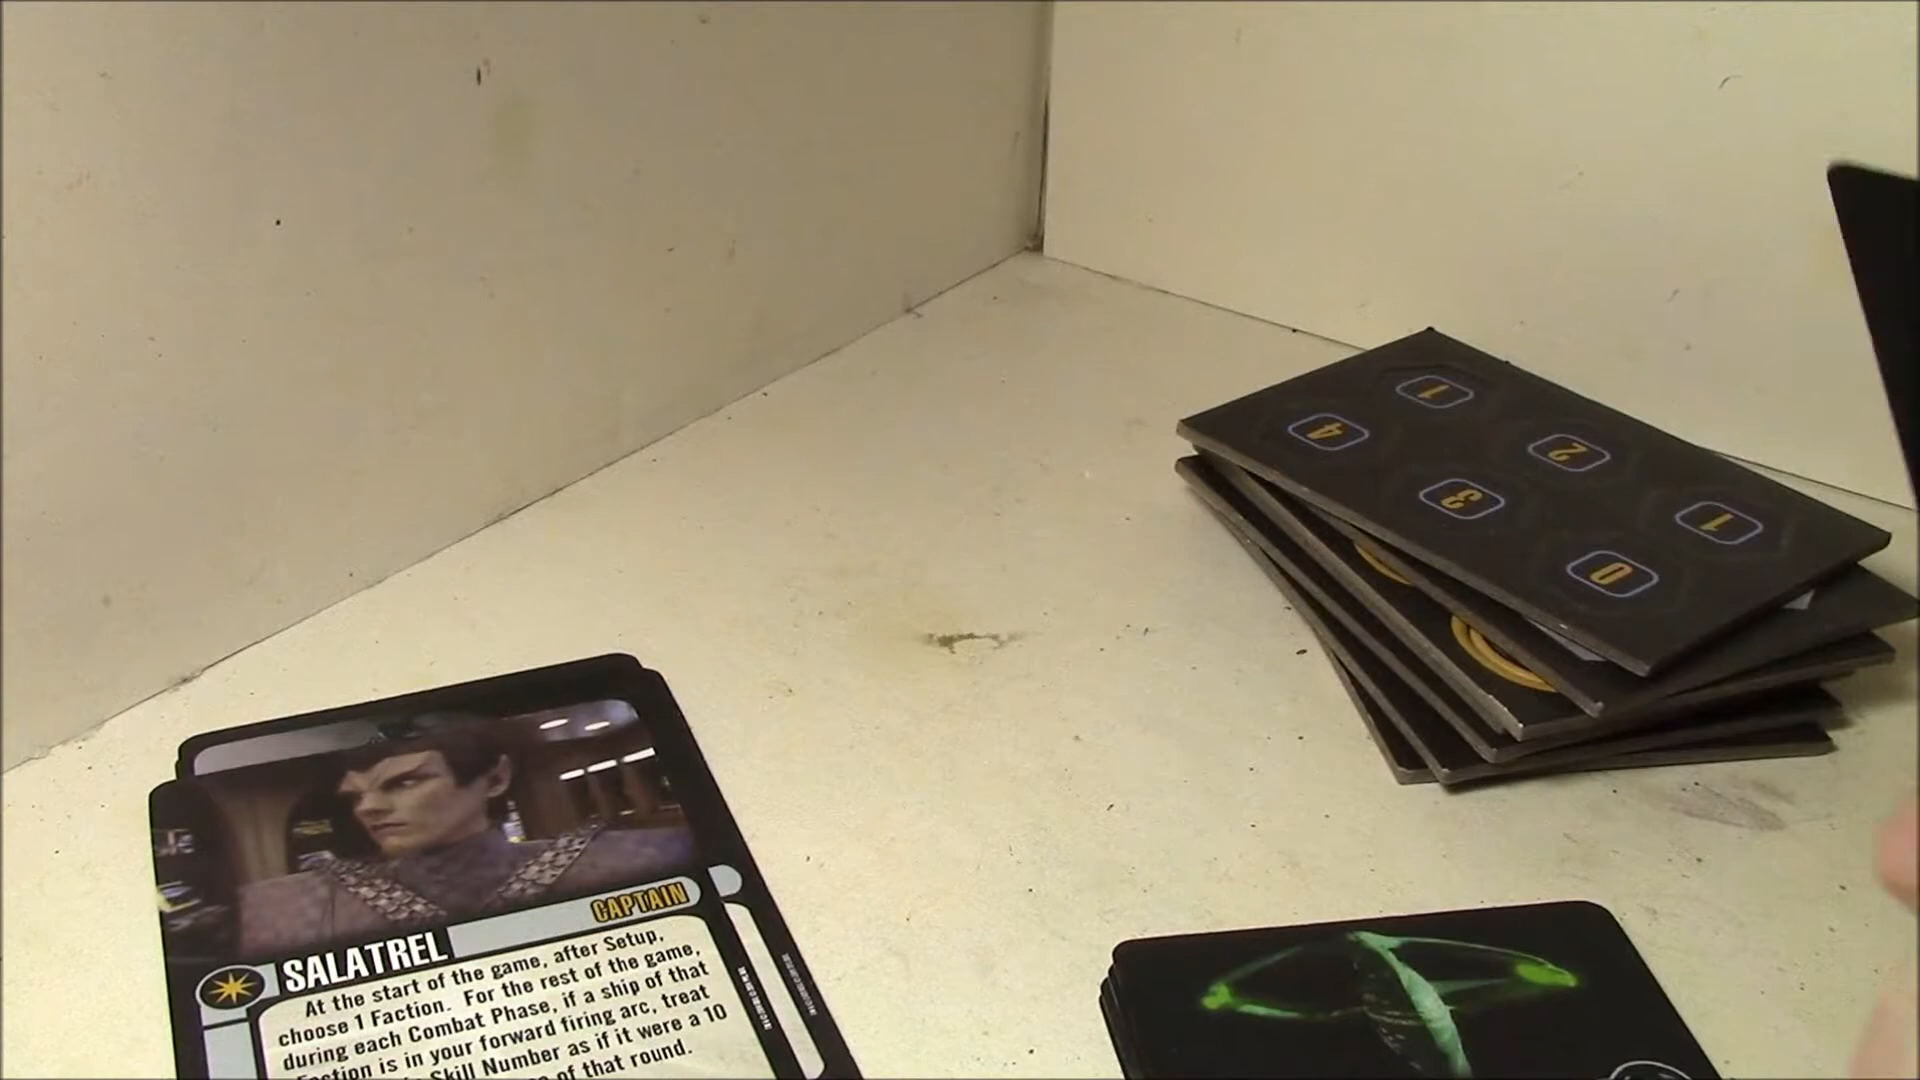 CAPTAIN
SALATREL
At the start of the game, after Setup,
choose 1 Faction. For the rest of the game,
during each Combat Phase, if a ship of that
Faction is in your forward firing arc, treat
Skill Number as if it were a 10
of that round.
1
4
2
3
1
0